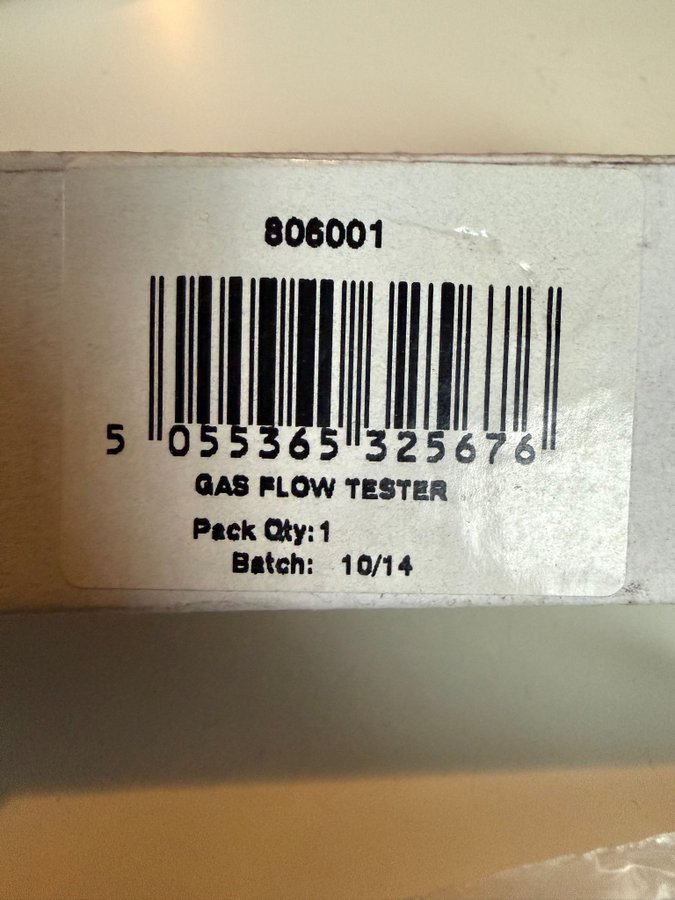 806001
5 055365 325676
GAS FLOW TESTER
Pack Qty: 1
Batch: 10/14